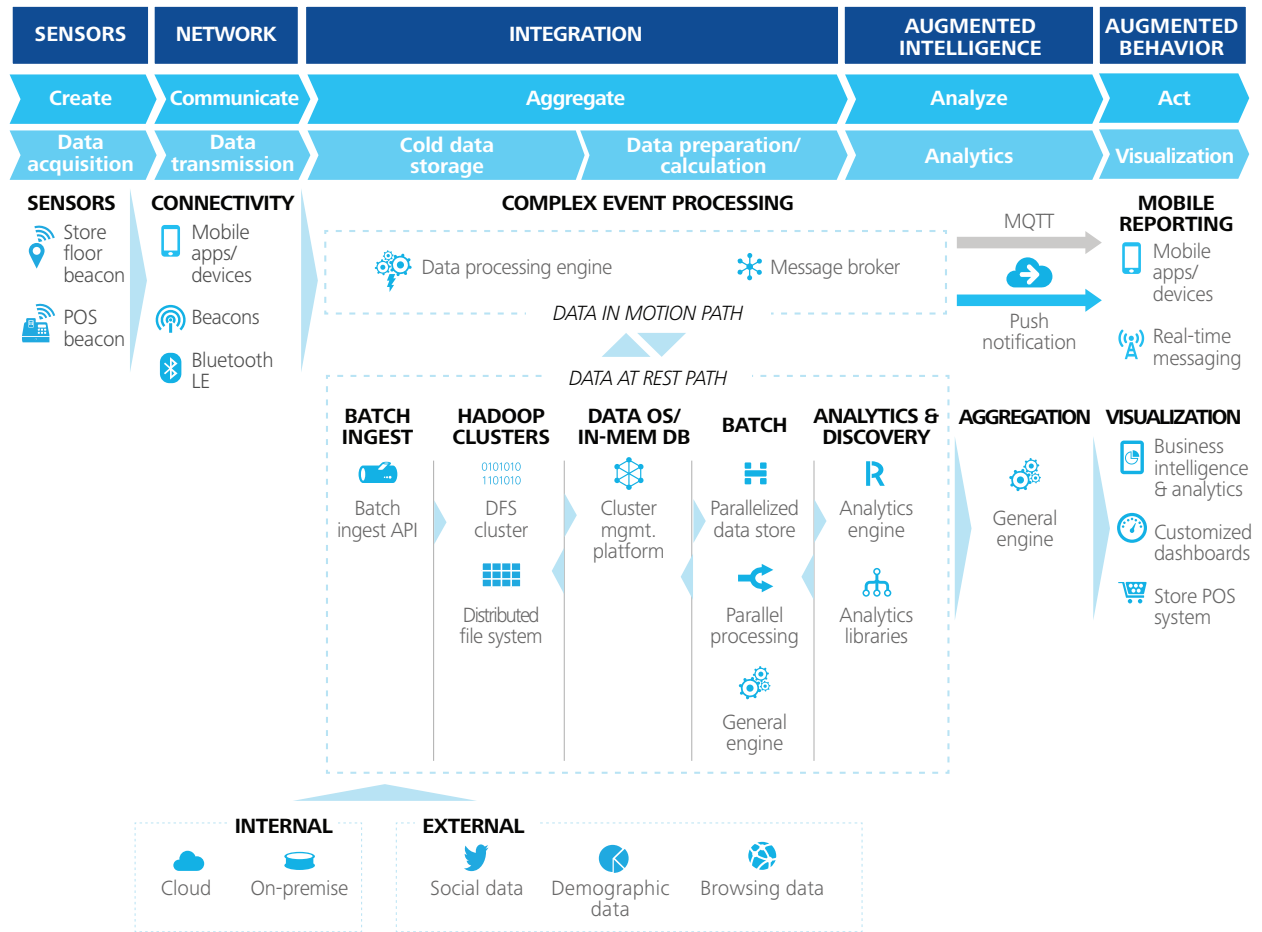 SENSORS
NETWORK
INTEGRATION
AUGMENTED
INTELLIGENCE
AUGMENTED
BEHAVIOR
Create
Communicate
Aggregate
Analyze
Act
Data
acquisition
Data
transmission
Cold data
storage
Data preparation/
calculation
Analytics
Visualization
SENSORS
Store
floor
beacon
POS
beacon
CONNECTIVITY
Mobile
apps/
devices
Beacons
Bluetooth
LE
COMPLEX EVENT PROCESSING
Data processing engine
Message broker
DATA IN MOTION PATH
MQTT
Push
notification
MOBILE
REPORTING
Mobile
apps/
devices
Real-time
messaging
DATA AT REST PATH
BATCH
INGEST
Batch
ingest API
HADOOP
CLUSTERS
0101010
1101010
DFS
cluster
Distributed
file system
DATA OS/
IN-MEM DB
Cluster
mgmt.
platform
BATCH
Parallelized
data store
Parallel
processing
General
engine
ANALYTICS &
DISCOVERY
R
Analytics
engine
Analytics
libraries
AGGREGATION
General
engine
VISUALIZATION
Business
intelligence
& analytics
Customized
dashboards
Store POS
system
INTERNAL
Cloud
On-premise
EXTERNAL
Social data
Demographic
data
Browsing data